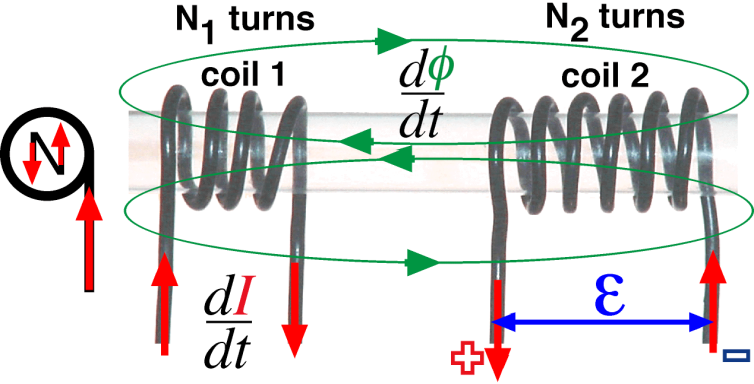 N₁ turns
N₂ turns
coil 1
coil 2
dϕ
dt
N
dI
dt
ε
+
-